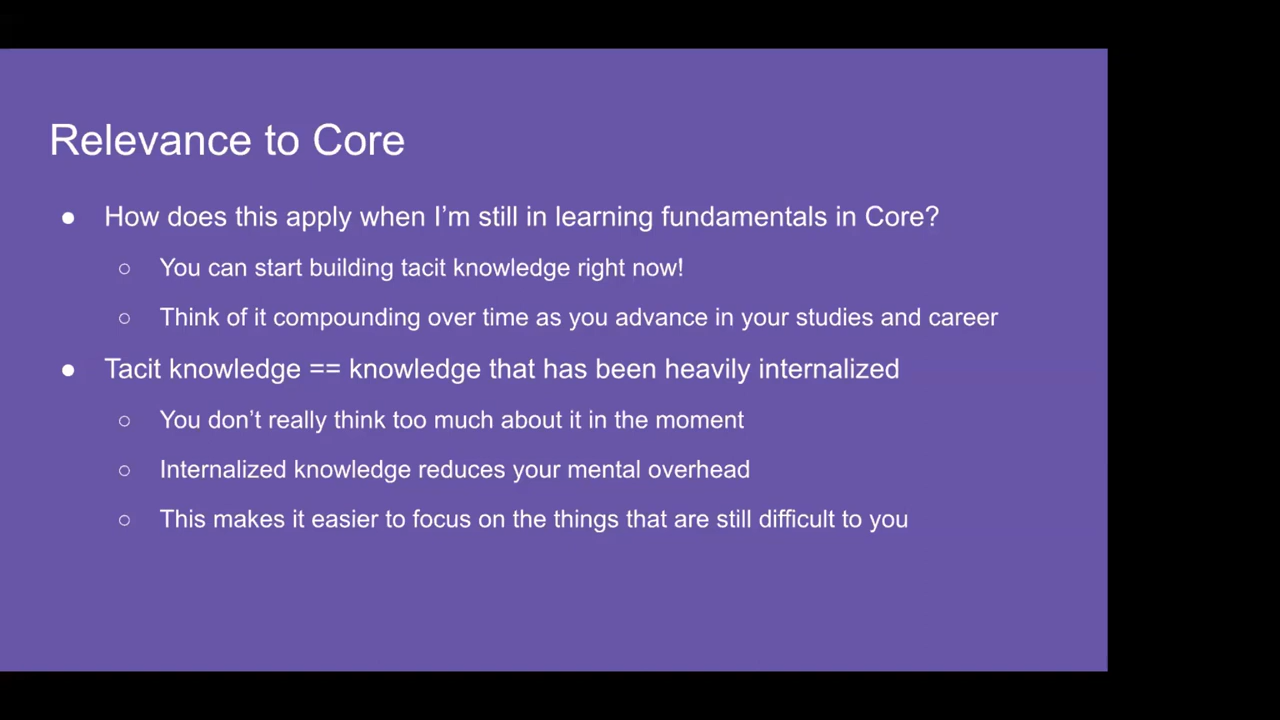 Relevance to Core
● How does this apply when I'm still in learning fundamentals in Core?
○ You can start building tacit knowledge right now!
○ Think of it compounding over time as you advance in your studies and career
● Tacit knowledge == knowledge that has been heavily internalized
○ You don't really think too much about it in the moment
○ Internalized knowledge reduces your mental overhead
○ This makes it easier to focus on the things that are still difficult to you